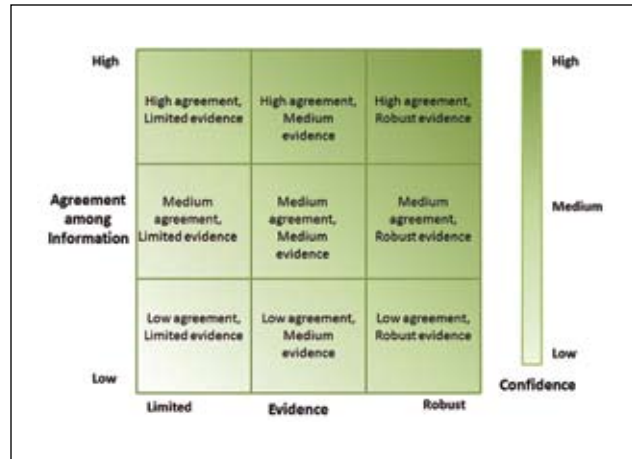 High
High agreement,
Limited evidence
High agreement,
Medium
evidence
High agreement,
Robust evidence
High
Agreement
among
Information
Medium
agreement,
Limited evidence
Medium
agreement,
Medium
evidence
Medium
agreement,
Robust evidence
Medium
Low agreement,
Limited evidence
Low agreement,
Medium
evidence
Low agreement,
Robust evidence
Low
Low
Confidence
Limited
Evidence
Robust